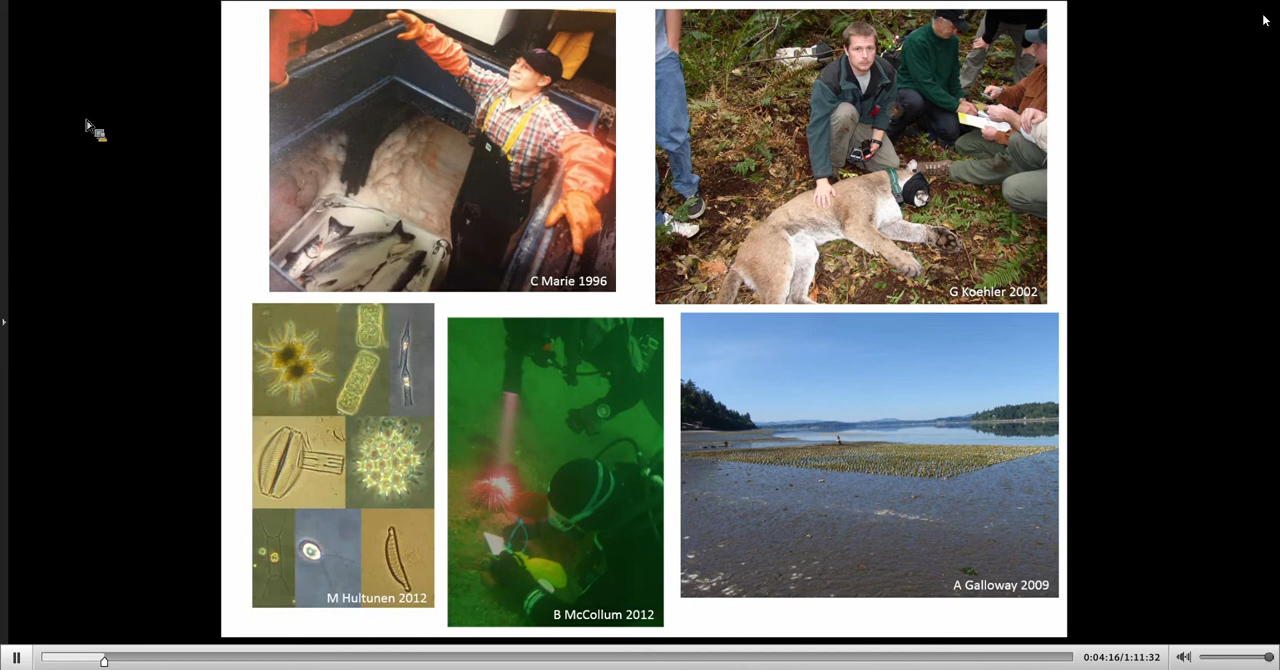 C Marie 1996
G Koehler 2002
M Hultunen 2012
B McCollum 2012
A Galloway 2009
0:04:16/1:11:32